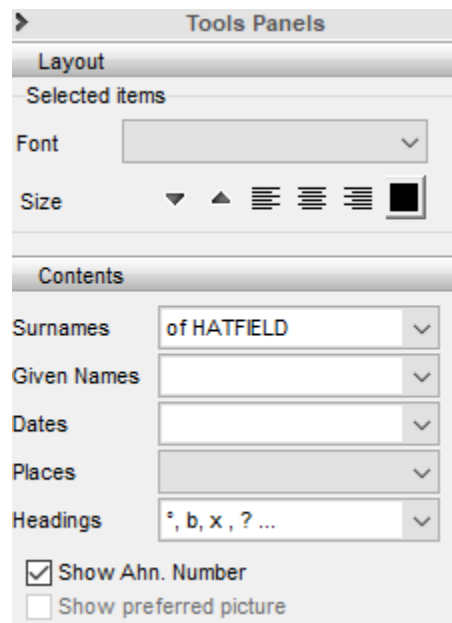 Tools Panels
Layout
Selected items
Font
Size
Contents
Surnames of HATFIELD
Given Names
Dates
Places
Headings °, b, x , ? ...
Show Ahn. Number
Show preferred picture